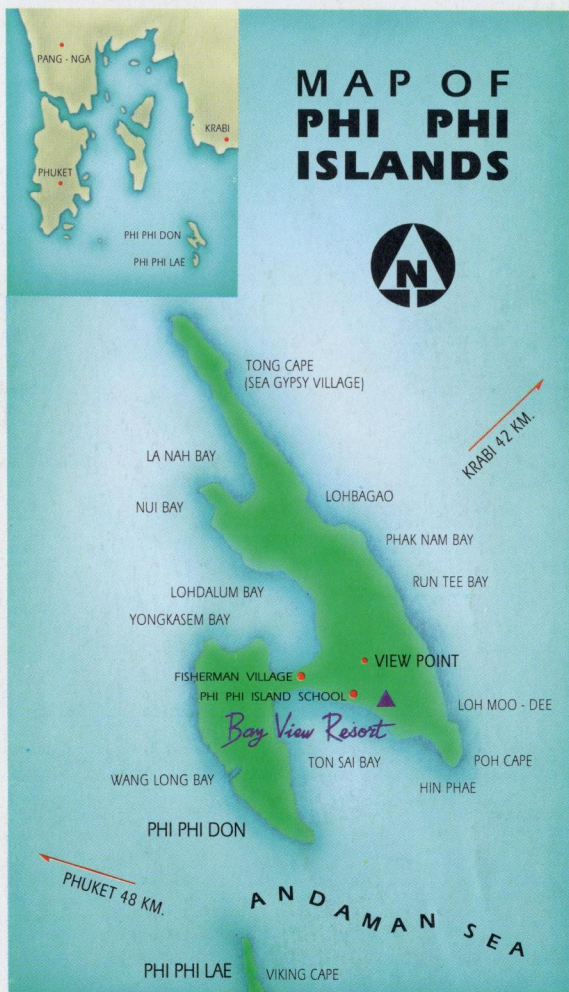 PANG - NGA
KRABI
PHUKET
PHI PHI DON
PHI PHI LAE
MAP OF
PHI PHI
ISLANDS
N
TONG CAPE
(SEA GYPSY VILLAGE)
KRABI 42 KM.
LA NAH BAY
NUI BAY
LOHBAGAO
PHAK NAM BAY
RUN TEE BAY
LOHDALUM BAY
YONGKASEM BAY
VIEW POINT
FISHERMAN VILLAGE
PHI PHI ISLAND SCHOOL
LOH MOO - DEE
Bay View Resort
TON SAI BAY
POH CAPE
WANG LONG BAY
HIN PHAE
PHI PHI DON
PHUKET 48 KM.
ANDAMAN SEA
PHI PHI LAE
VIKING CAPE